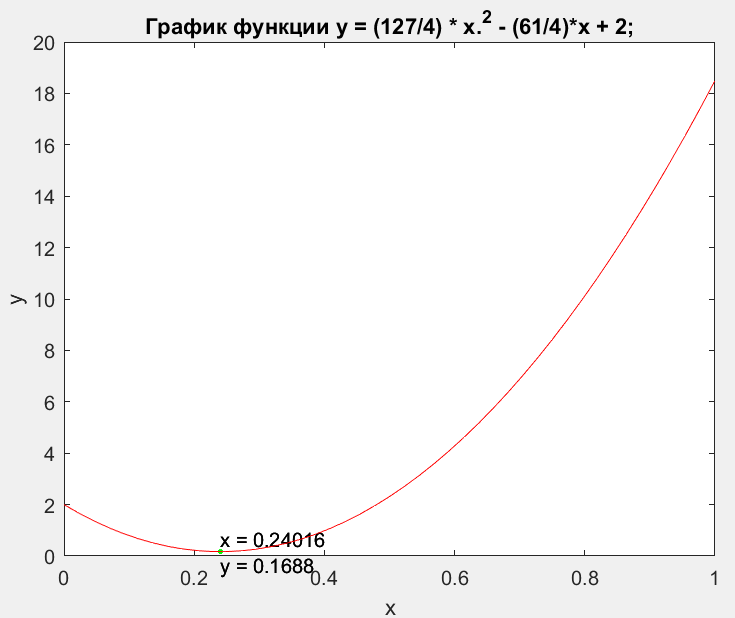 График функции y = (127/4) * x.² - (61/4)*x + 2;
20
18
16
14
12
10
8
6
4
2
0
y
x = 0.24016
y = 0.1688
0 0.2 0.4 0.6 0.8 1
x